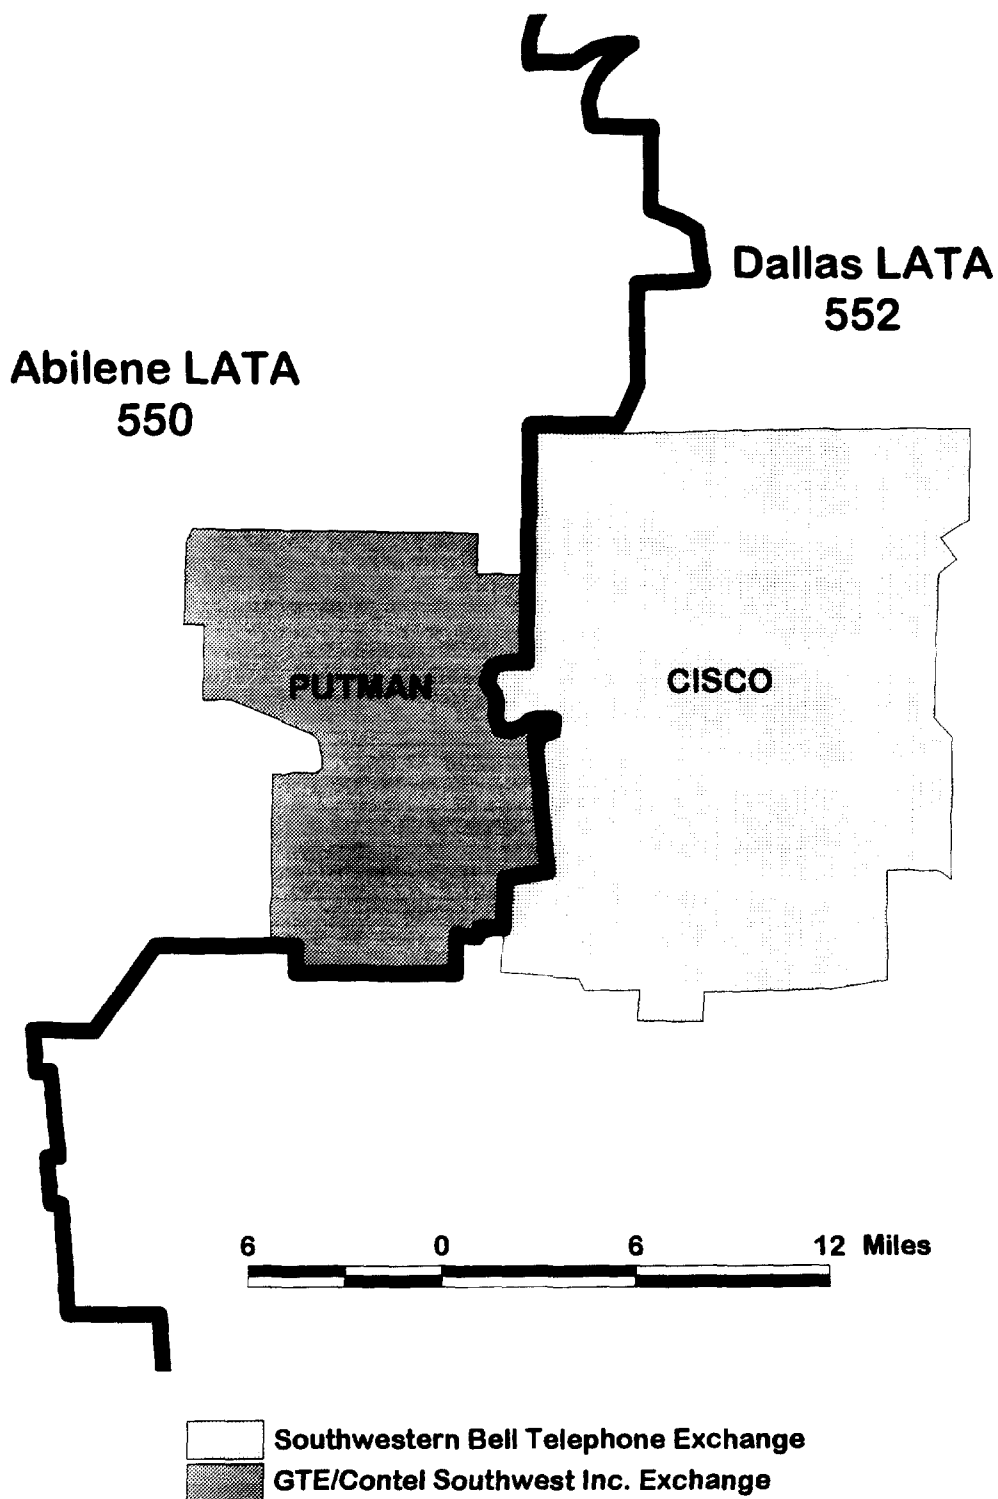 Dallas LATA
552
Abilene LATA
550
PUTMAN
CISCO
6 0 6 12 Miles
Southwestern Bell Telephone Exchange
GTE/Contel Southwest Inc. Exchange